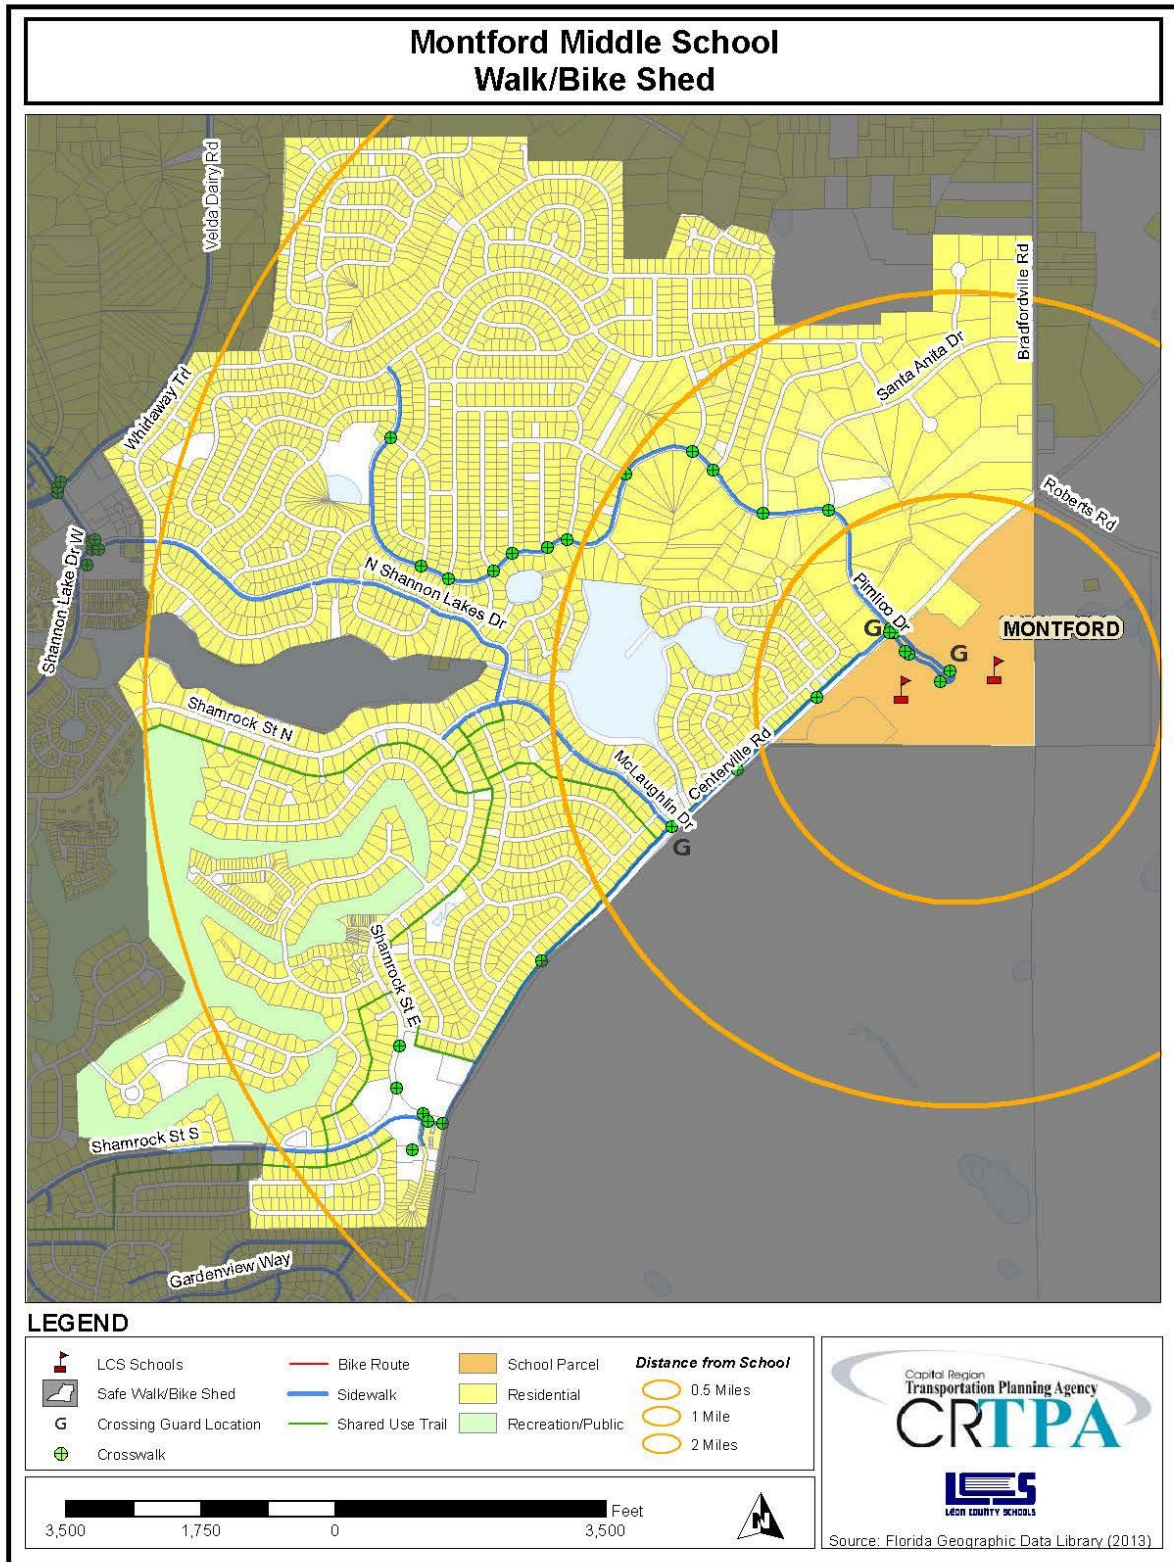 Montford Middle School
Walk/Bike Shed
Velda Dairy Rd
Bradfordville Rd
Santa Anita Dr
Whirlaway Trl
Roberts Rd
Shannon Lake Dr W
N Shannon Lakes Dr
Pimlico Dr
G
MONTFORD
G
Shamrock St N
McLaughlin Dr
Centerville Rd
G
Shamrock St E
Shamrock St S
Gardenview Way
LEGEND
LCS Schools
Safe Walk/Bike Shed
G Crossing Guard Location
Crosswalk
Bike Route
Sidewalk
Shared Use Trail
School Parcel
Residential
Recreation/Public
Distance from School
0.5 Miles
1 Mile
2 Miles
3,500 1,750 0 3,500 Feet
N
Capital Region
Transportation Planning Agency
CRTPA
LCS
LEON COUNTY SCHOOLS
Source: Florida Geographic Data Library (2013)